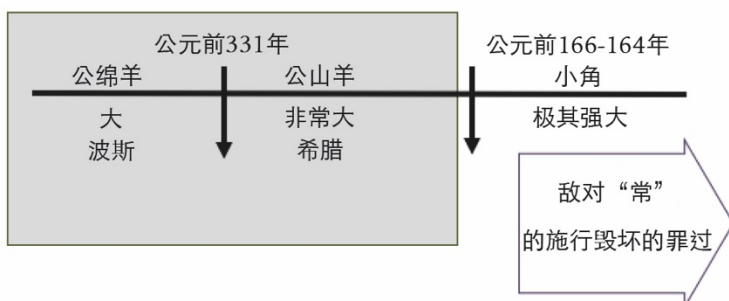 公元前331年
公元前166-164年
公绵羊
公山羊
小角
大
非常大
极其强大
波斯
希腊
敌对“常”
的施行毁坏的罪过